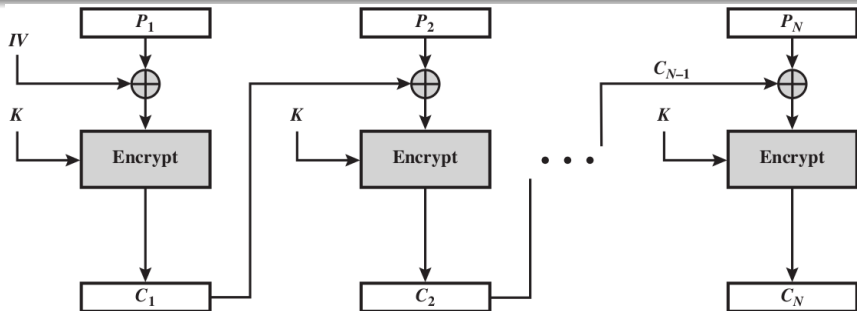 P1 P2 PN
IV
CN–1
K K K
Encrypt Encrypt Encrypt
C1 C2 CN